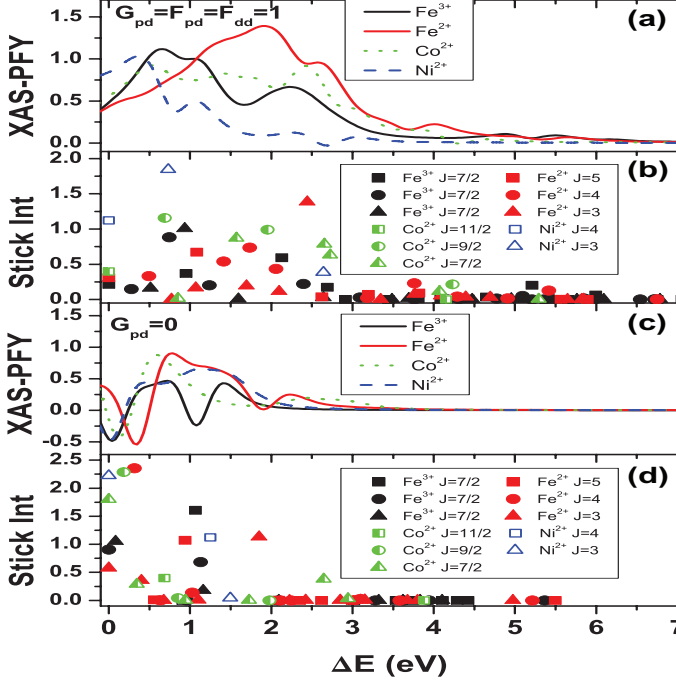 G_pd=F_pd=F_dd=1
(a)
Fe³⁺
Fe²⁺
Co²⁺
Ni²⁺
XAS-PFY
1.5
1.0
0.5
0.0
(b)
Fe³⁺ J=7/2
Fe³⁺ J=7/2
Fe³⁺ J=7/2
Co²⁺ J=11/2
Co²⁺ J=9/2
Co²⁺ J=7/2
Fe²⁺ J=5
Fe²⁺ J=4
Fe²⁺ J=3
Ni²⁺ J=4
Ni²⁺ J=3
Stick Int
2.0
1.5
1.0
0.5
0.0
G_pd=0
(c)
Fe³⁺
Fe²⁺
Co²⁺
Ni²⁺
XAS-PFY
1.0
0.5
0.0
-0.5
(d)
Fe³⁺ J=7/2
Fe³⁺ J=7/2
Fe³⁺ J=7/2
Co²⁺ J=11/2
Co²⁺ J=9/2
Co²⁺ J=7/2
Fe²⁺ J=5
Fe²⁺ J=4
Fe²⁺ J=3
Ni²⁺ J=4
Ni²⁺ J=3
Stick Int
2.5
2.0
1.5
1.0
0.5
0.0
0 1 2 3 4 5 6 7
ΔE (eV)